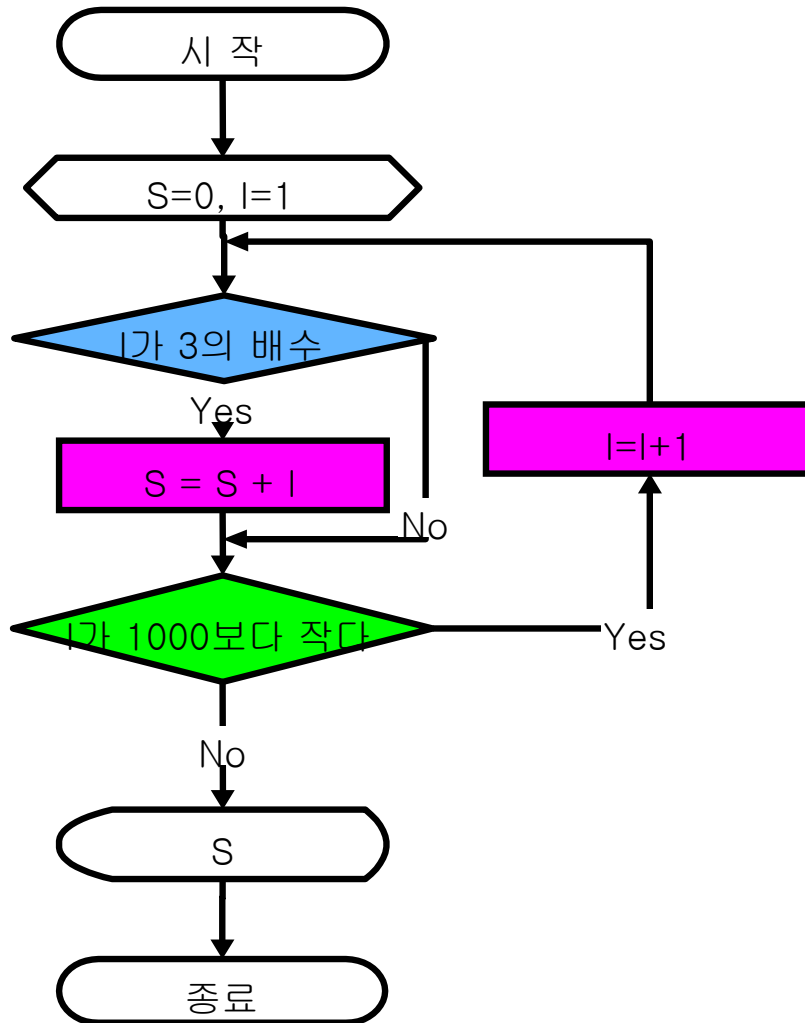 시 작
S=0, I=1
I가 3의 배수
Yes
S = S + I
No
I=I+1
I가 1000보다 작다
Yes
No
S
종료